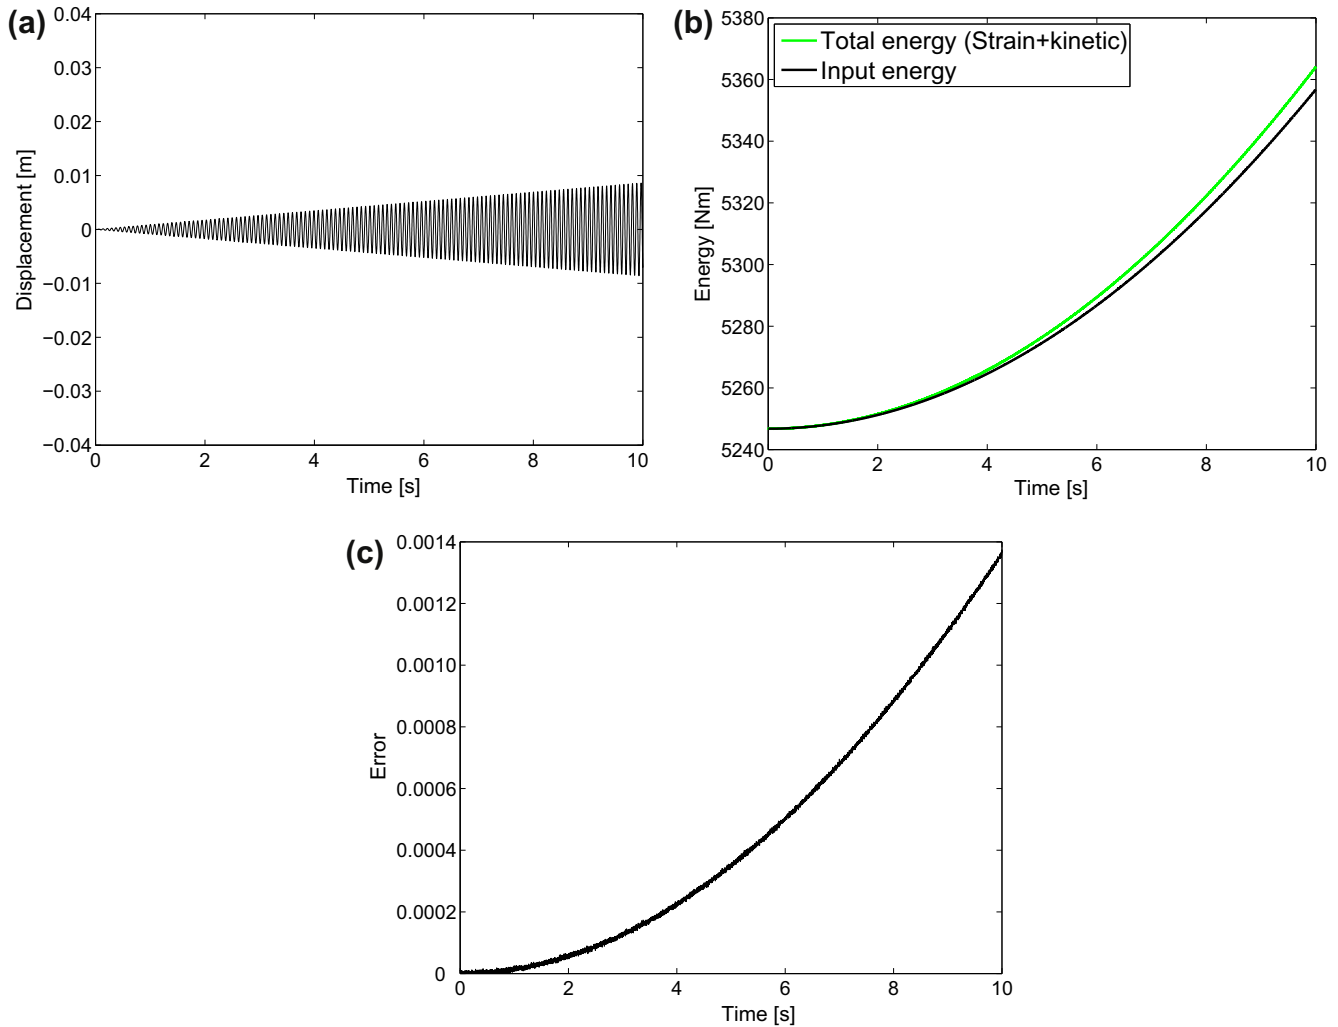 (a)
0.04
0.03
0.02
0.01
0
−0.01
−0.02
−0.03
−0.04
Displacement [m]
0 2 4 6 8 10
Time [s]
(b)
5380
5360
5340
5320
5300
5280
5260
5240
Energy [Nm]
Total energy (Strain+kinetic)
Input energy
0 2 4 6 8 10
Time [s]
(c)
0.0014
0.0012
0.0010
0.0008
0.0006
0.0004
0.0002
0
Error
0 2 4 6 8 10
Time [s]